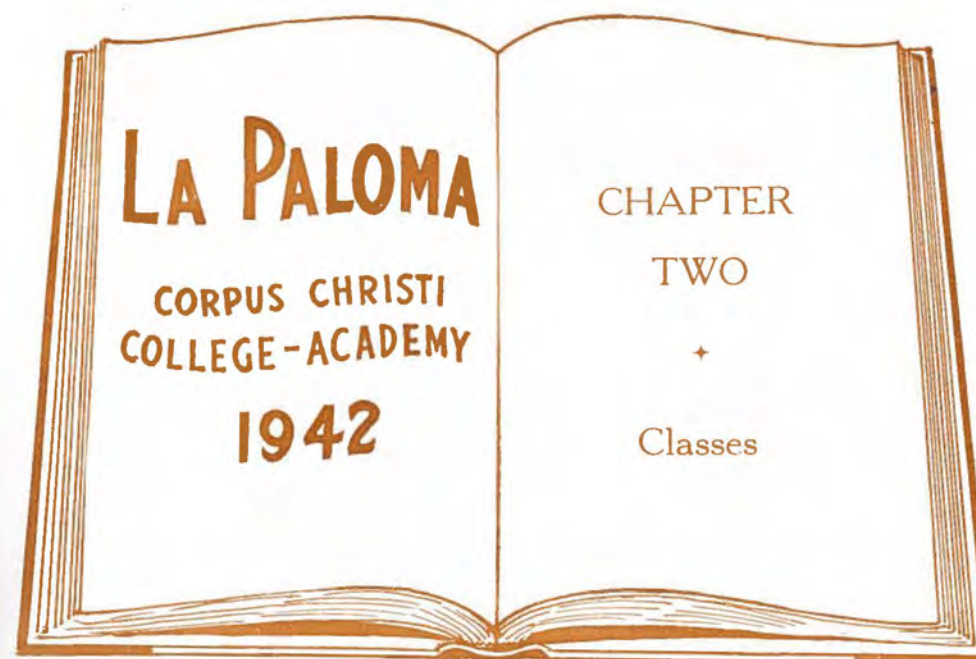 LA PALOMA
CORPUS CHRISTI
COLLEGE-ACADEMY
1942
CHAPTER
TWO
Classes